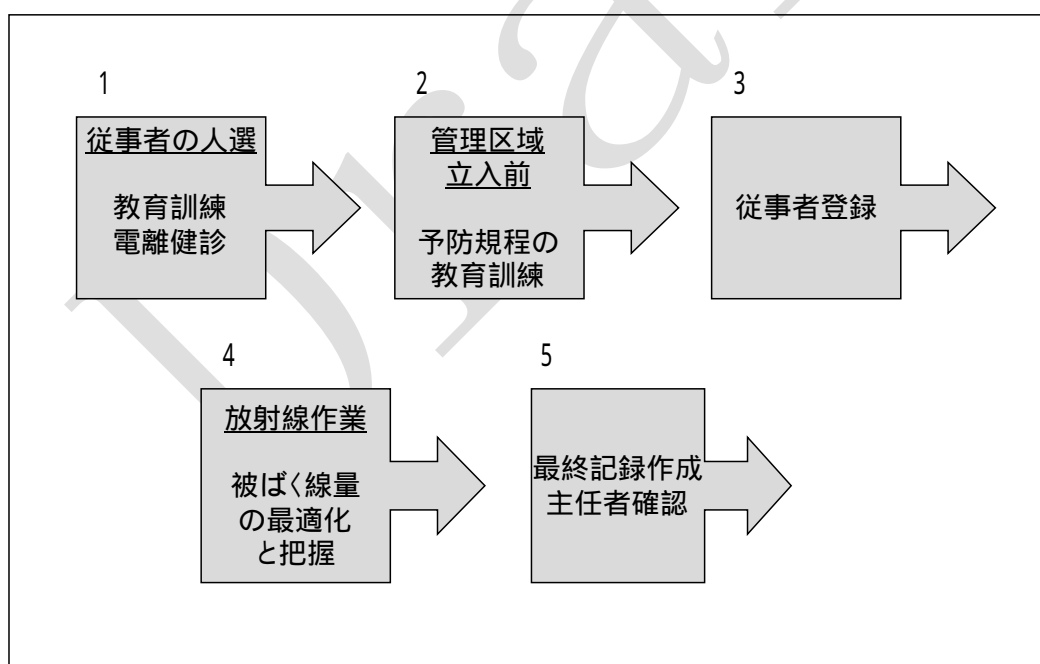 1
従事者の人選
教育訓練
電離健診
2
管理区域
立入前
予防規程の
教育訓練
3
従事者登録
4
放射線作業
被ばく線量
の最適化
と把握
5
最終記録作成
主任者確認